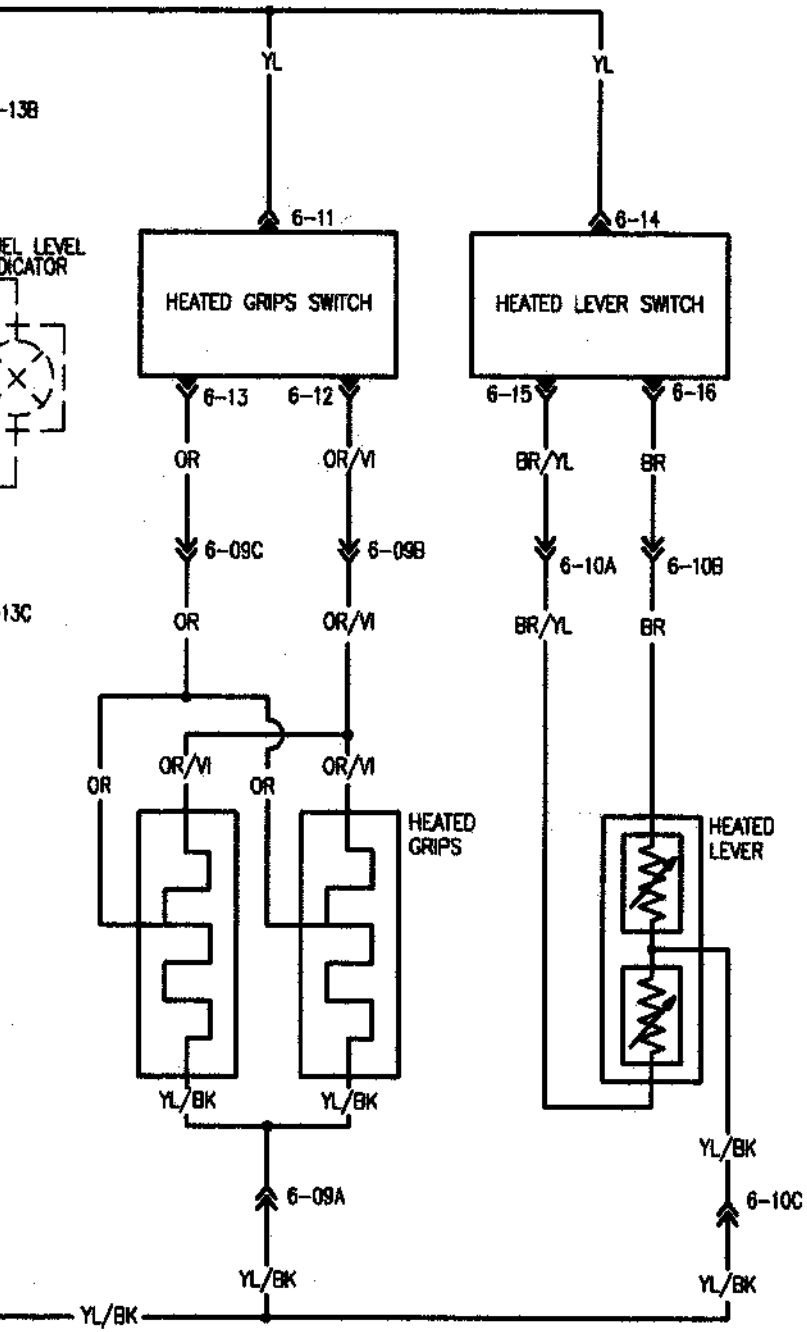 YL
YL
-13B
6-11
6-14
EL LEVEL
DICATOR
HEATED GRIPS SWITCH
HEATED LEVER SWITCH
6-13
6-12
6-15
6-16
OR
OR/VI
BR/YL
BR
6-09C
6-09B
6-10A
6-10B
13C
OR
OR/VI
BR/YL
BR
OR/VI
OR/VI
OR
OR
HEATED
GRIPS
HEATED
LEVER
YL/BK
YL/BK
YL/BK
6-09A
6-10C
YL/BK
YL/BK
YL/BK